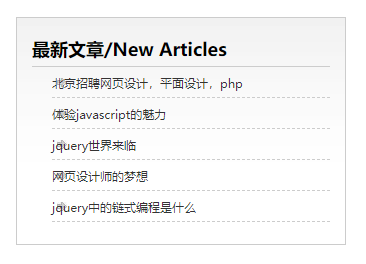 最新文章/New Articles
北京招聘网页设计，平面设计，php
体验javascript的魅力
jquery世界来临
网页设计师的梦想
jquery中的链式编程是什么